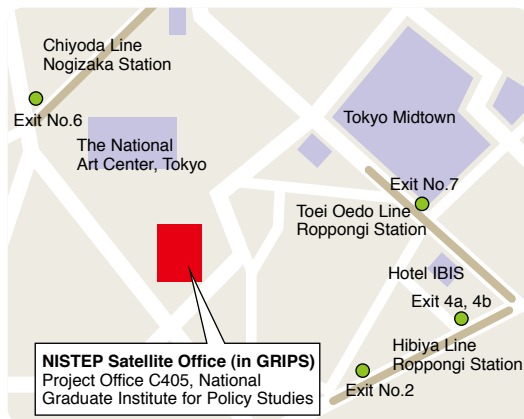 Chiyoda Line
Nogizaka Station
Exit No.6
The National
Art Center, Tokyo
Tokyo Midtown
Exit No.7
Toei Oedo Line
Roppongi Station
Hotel IBIS
Exit 4a, 4b
Hibiya Line
Roppongi Station
Exit No.2
NISTEP Satellite Office (in GRIPS)
Project Office C405, National
Graduate Institute for Policy Studies